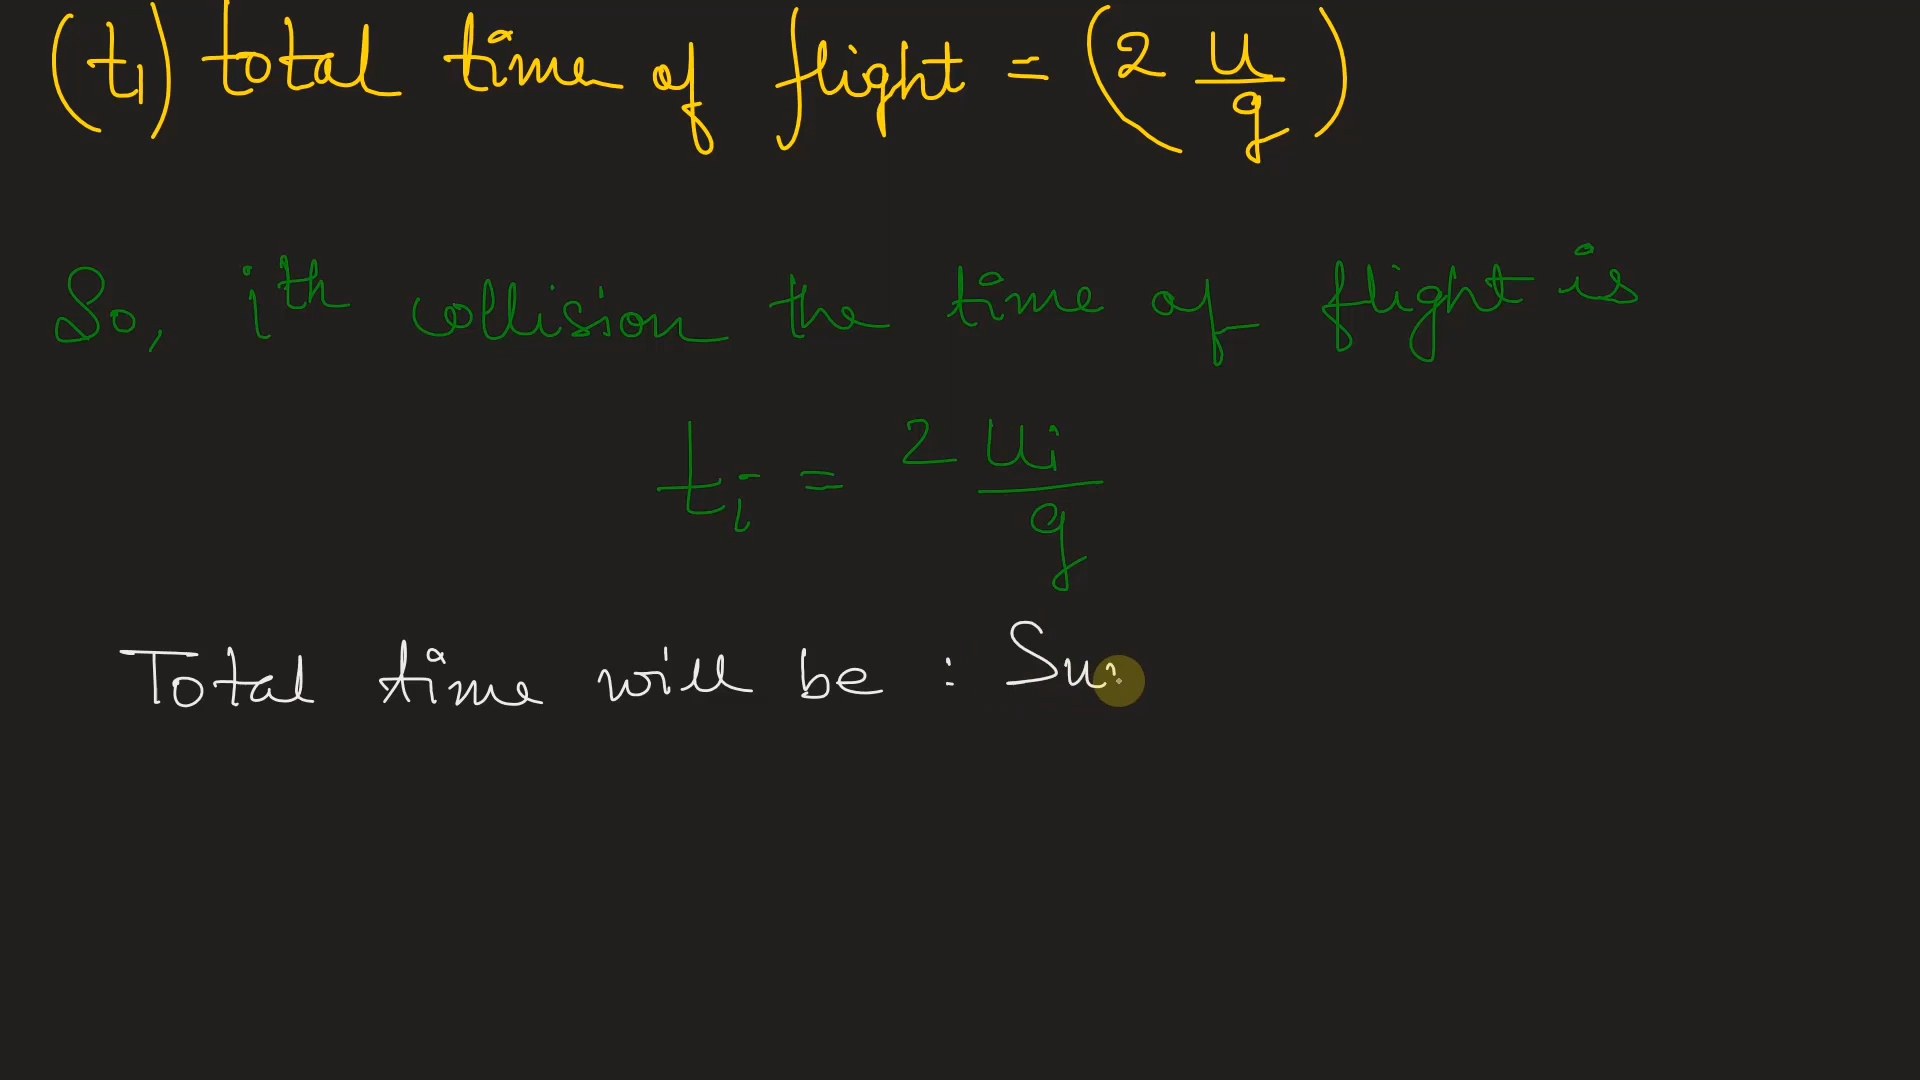 (t1) total time of flight = (2 u/g)
So, ith collision the time of flight is
ti = 2 ui/g
Total time will be : Su